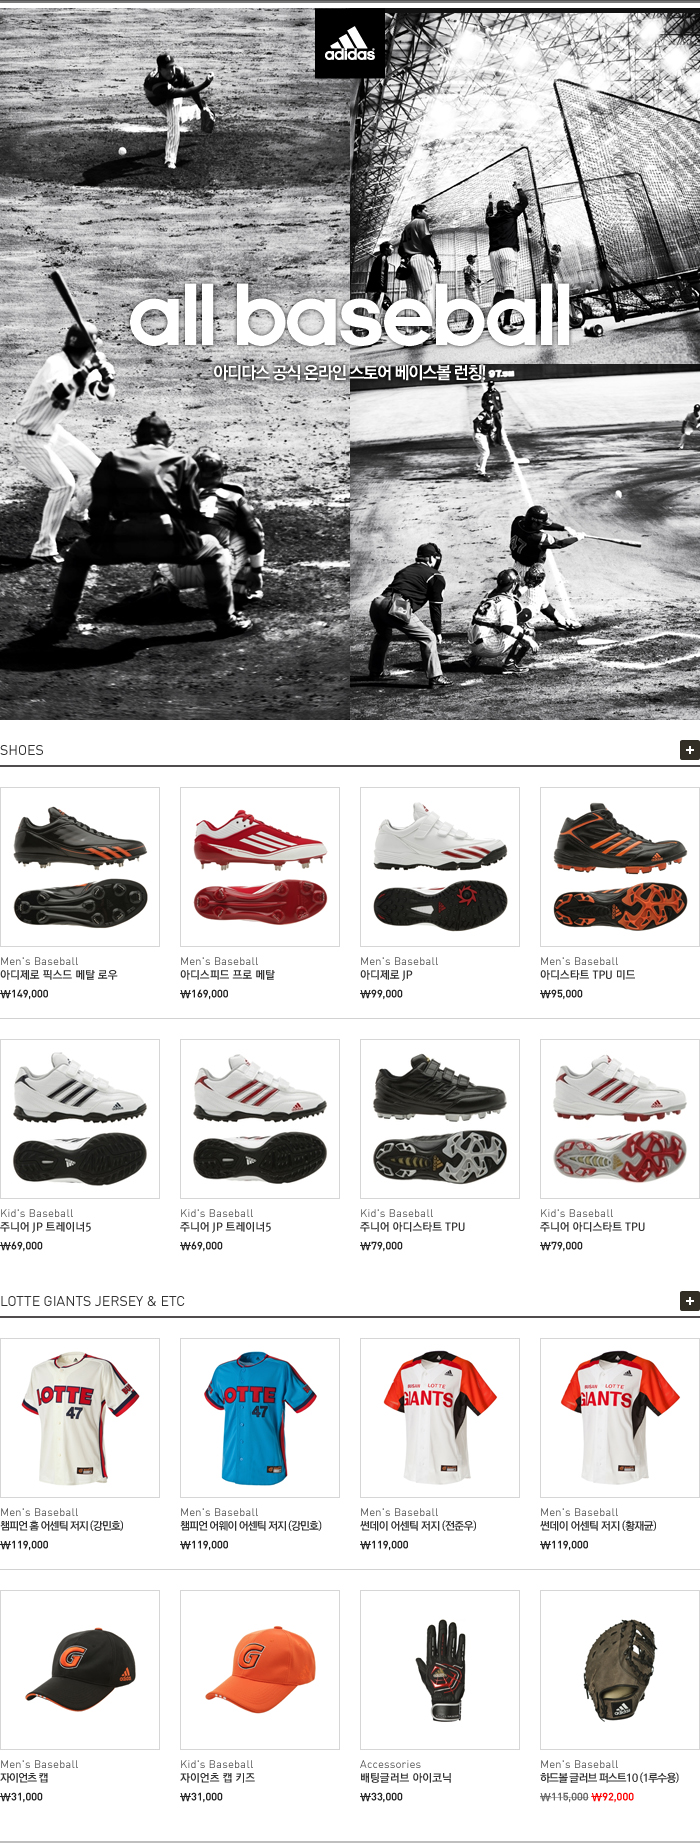 adidas
all baseball
아디다스 공식 온라인 스토어 베이스볼 런칭!
SHOES
Men's Baseball
아디제로 픽스드 메탈 로우
₩149,000
Men's Baseball
아디스피드 프로 메탈
₩169,000
Men's Baseball
아디제로 JP
₩99,000
Men's Baseball
아디스타트 TPU 미드
₩95,000
Kid's Baseball
주니어 JP 트레이너5
₩69,000
Kid's Baseball
주니어 JP 트레이너5
₩69,000
Kid's Baseball
주니어 아디스타트 TPU
₩79,000
Kid's Baseball
주니어 아디스타트 TPU
₩79,000
LOTTE GIANTS JERSEY & ETC
LOTTE
47
Men's Baseball
챔피언 홈 어센틱 저지 (강민호)
₩119,000
LOTTE
47
Men's Baseball
챔피언 어웨이 어센틱 저지 (강민호)
₩119,000
BUSAN LOTTE
GIANTS
Men's Baseball
썬데이 어센틱 저지 (전준우)
₩119,000
BUSAN LOTTE
GIANTS
Men's Baseball
썬데이 어센틱 저지 (황재균)
₩119,000
G
adidas
Men's Baseball
자이언츠 캡
₩31,000
G
Kid's Baseball
자이언츠 캡 키즈
₩31,000
Accessories
배팅글러브 아이코닉
₩33,000
adidas
Men's Baseball
하드볼 글러브 퍼스트10 (1루수용)
₩115,000 ₩92,000